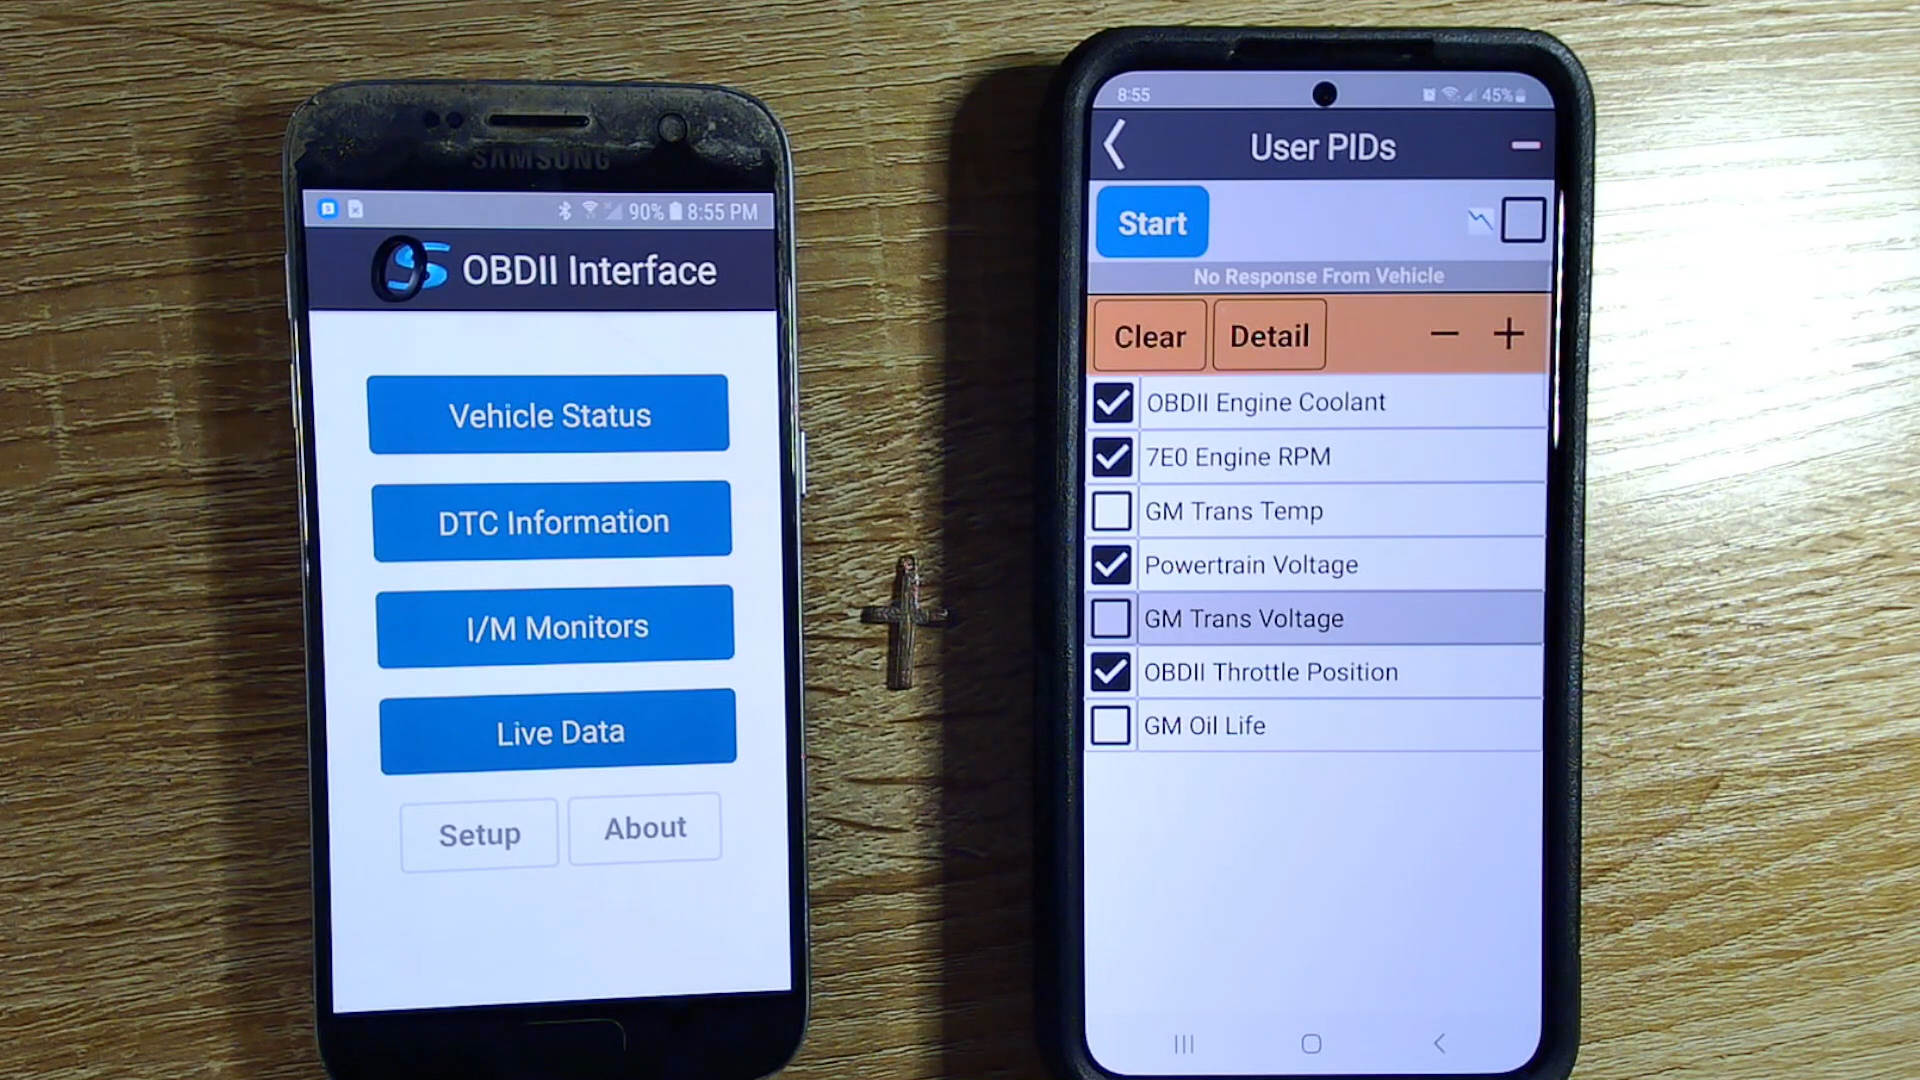 SAMSUNG
90% 8:55 PM
OS OBDII Interface
Vehicle Status
DTC Information
I/M Monitors
Live Data
Setup About
8:55 45%
User PIDs
Start
No Response From Vehicle
Clear Detail − +
OBDII Engine Coolant
7E0 Engine RPM
GM Trans Temp
Powertrain Voltage
GM Trans Voltage
OBDII Throttle Position
GM Oil Life